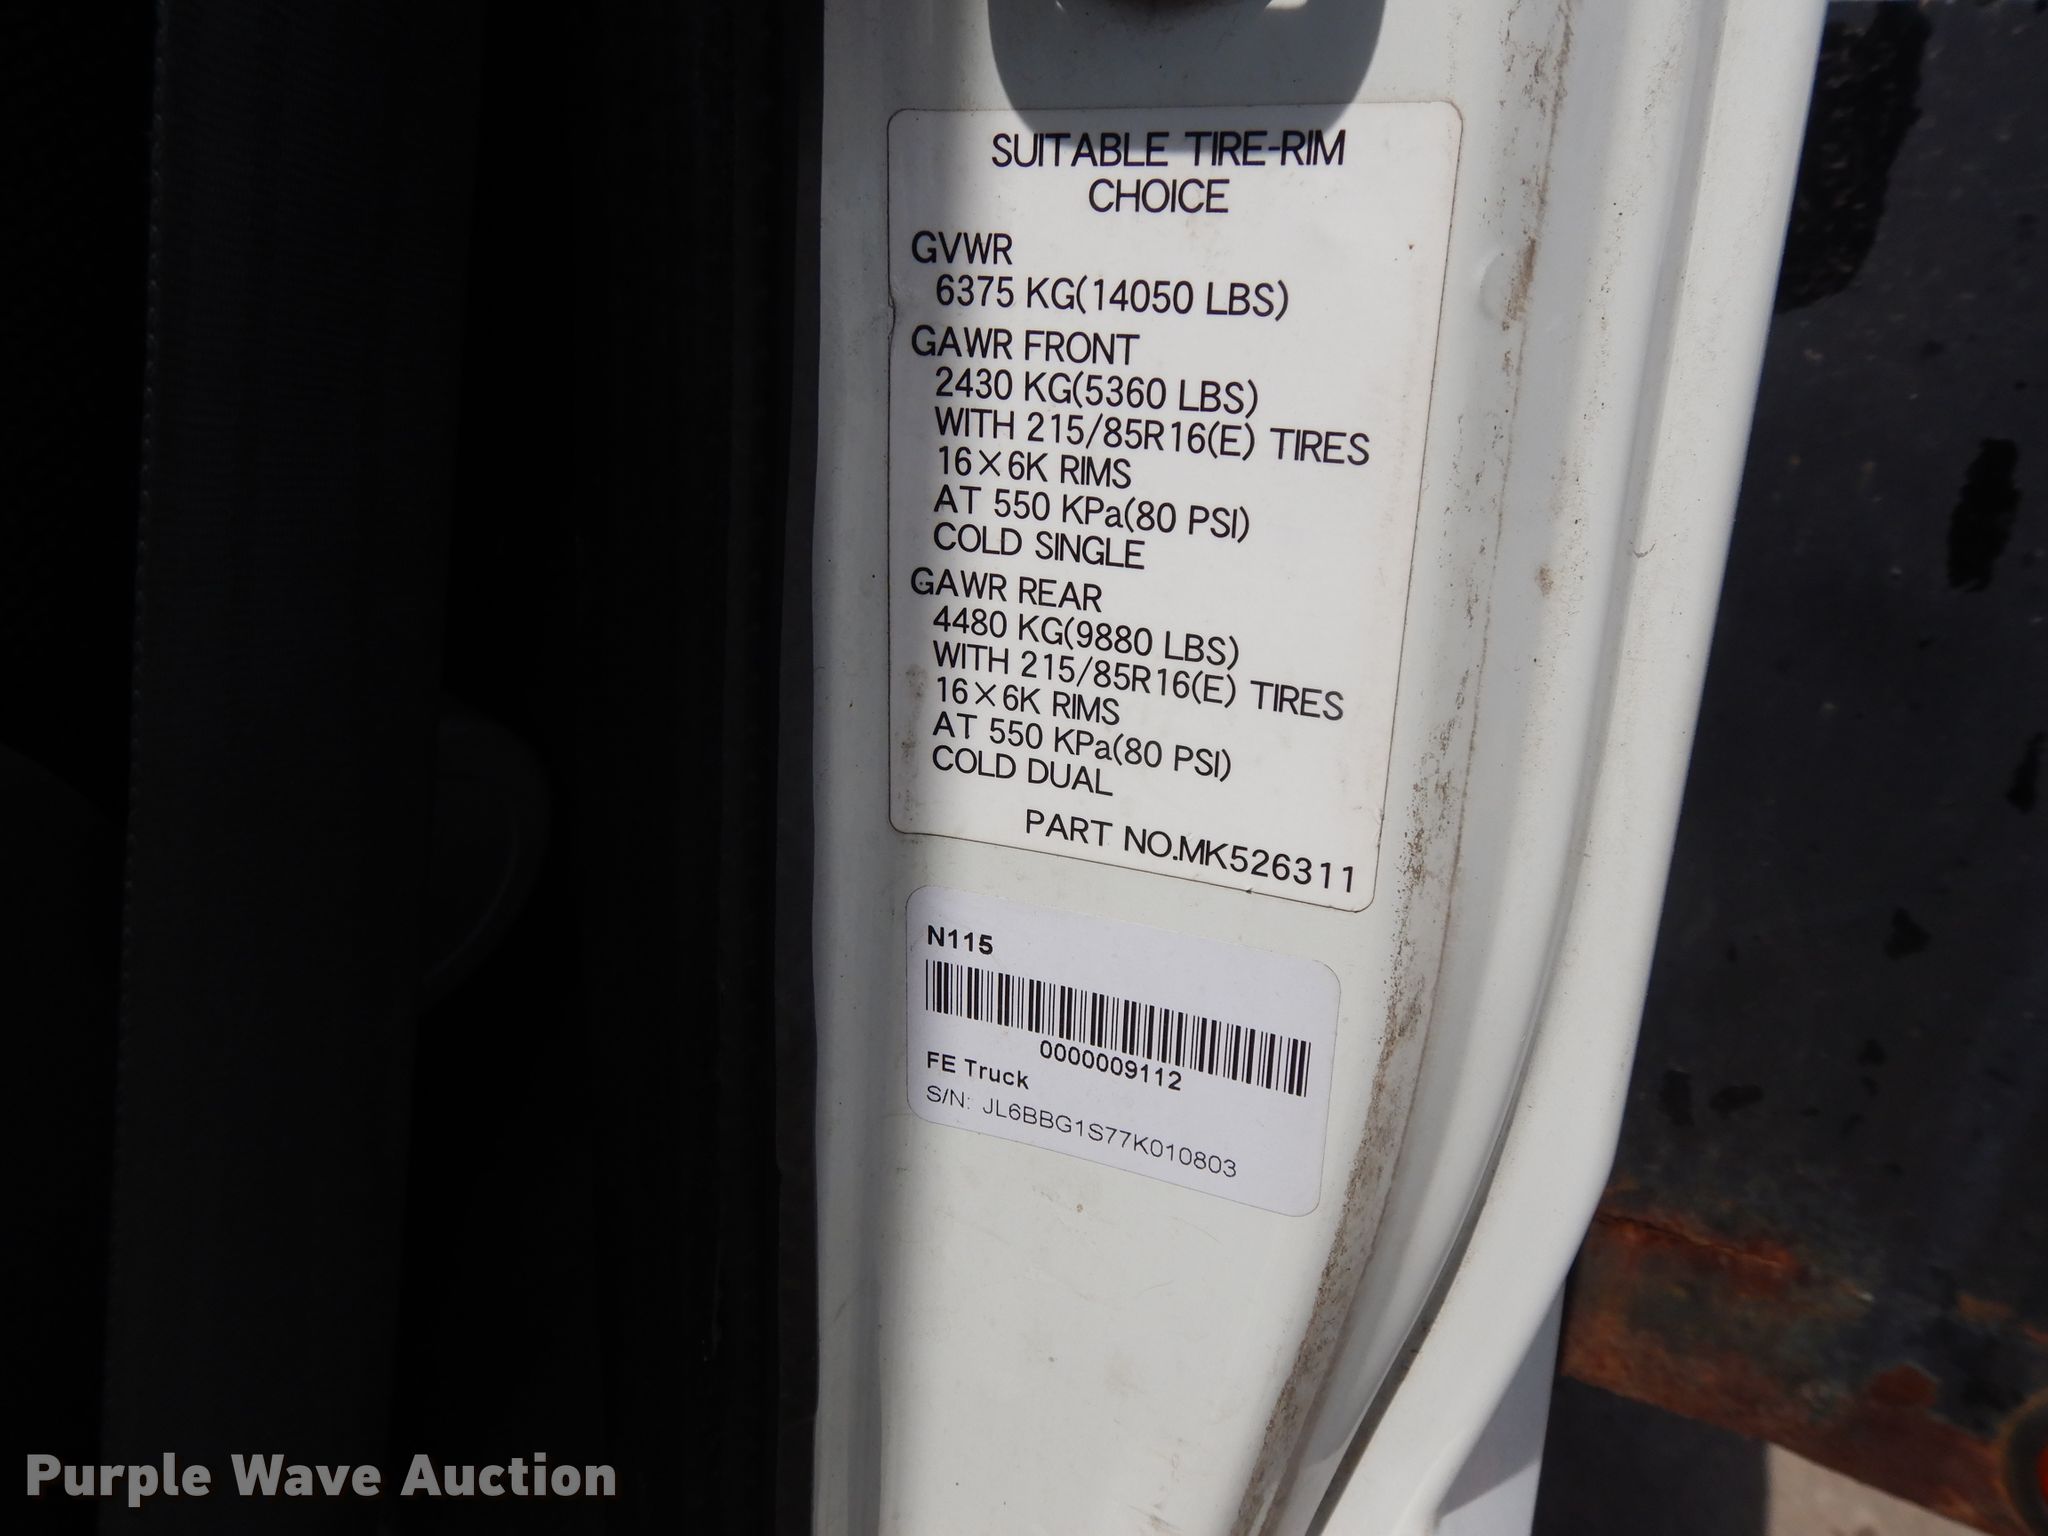 SUITABLE TIRE-RIM
CHOICE
GVWR
6375 KG(14050 LBS)
GAWR FRONT
2430 KG(5360 LBS)
WITH 215/85R16(E) TIRES
16×6K RIMS
AT 550 KPa(80 PSI)
COLD SINGLE
GAWR REAR
4480 KG(9880 LBS)
WITH 215/85R16(E) TIRES
16×6K RIMS
AT 550 KPa(80 PSI)
COLD DUAL
PART NO.MK526311
N115
0000009112
FE Truck
S/N: JL6BBG1S77K010803
Purple Wave Auction